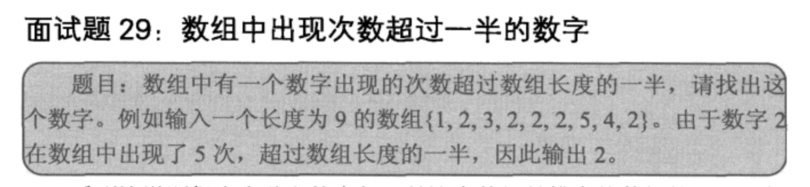 面试题 29：数组中出现次数超过一半的数字
题目：数组中有一个数字出现的次数超过数组长度的一半，请找出这
个数字。例如输入一个长度为 9 的数组{1, 2, 3, 2, 2, 2, 5, 4, 2}。由于数字 2
在数组中出现了 5 次，超过数组长度的一半，因此输出 2。